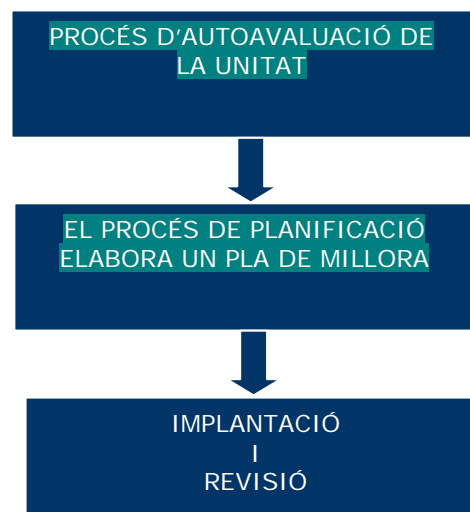 PROCÉS D'AUTOAVALUACIÓ DE
LA UNITAT
EL PROCÉS DE PLANIFICACIÓ
ELABORA UN PLA DE MILLORA
IMPLANTACIÓ
I
REVISIÓ